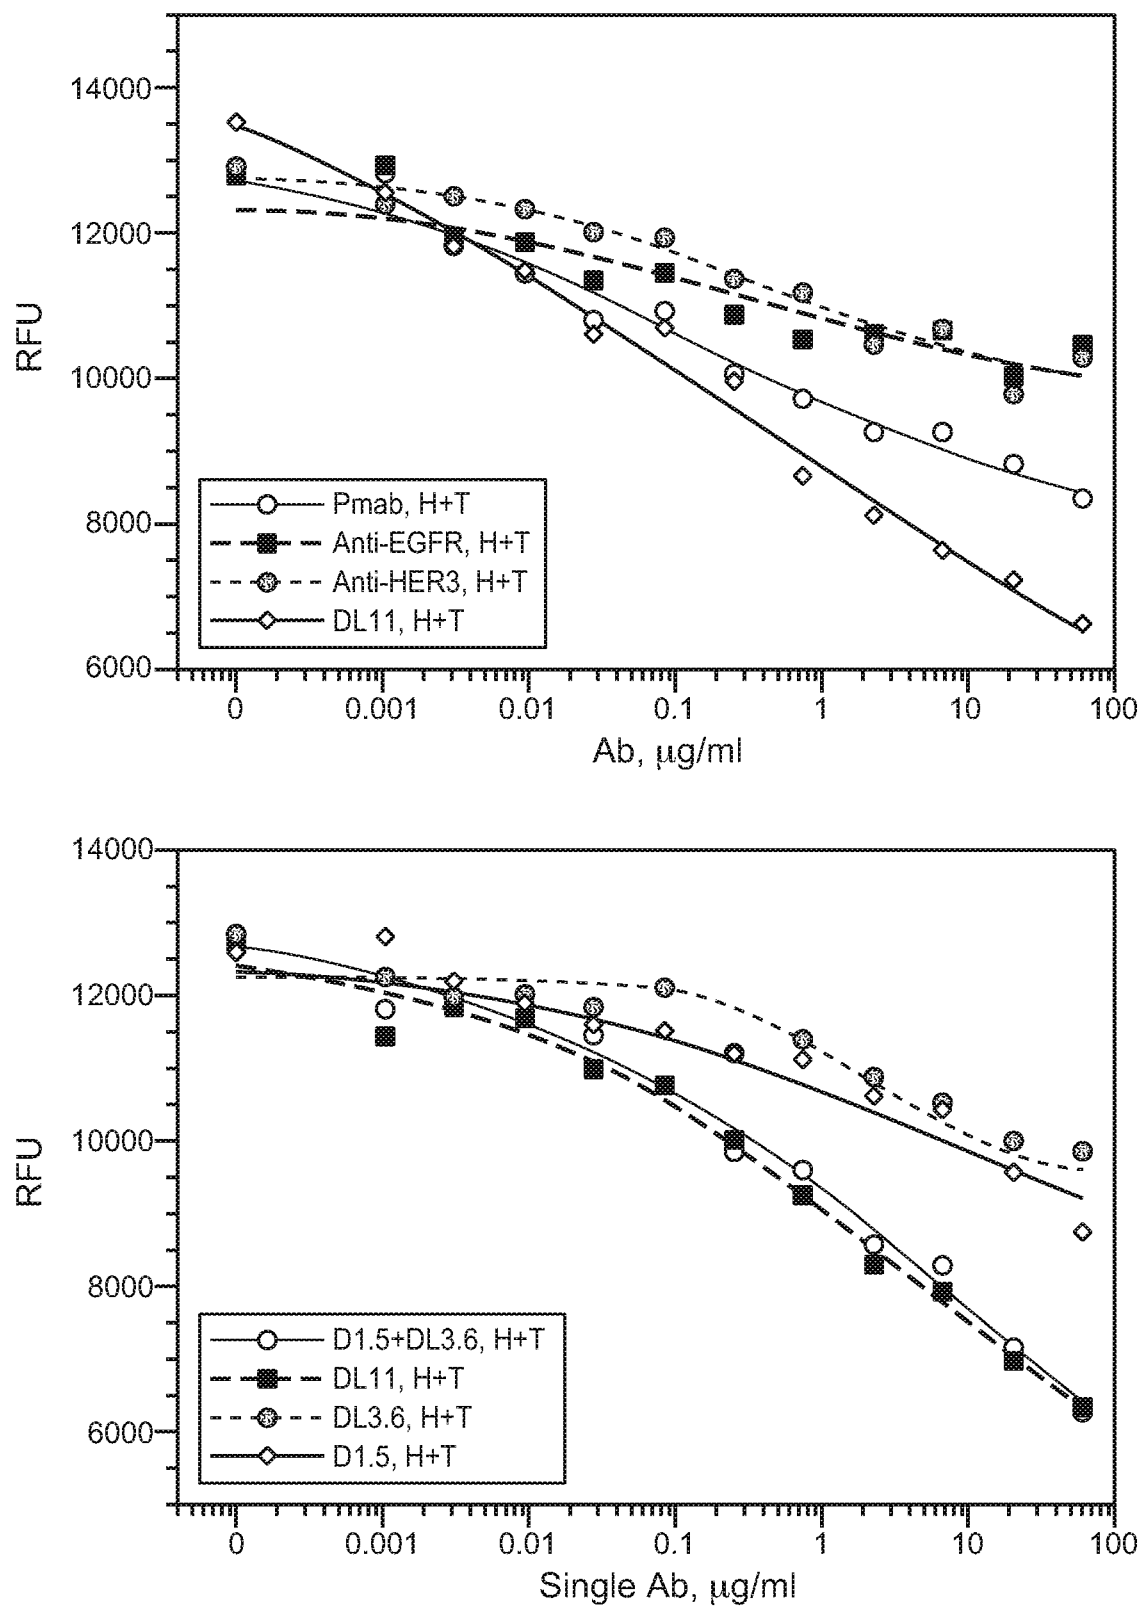 14000
12000
10000
8000
6000
RFU
Pmab, H+T
Anti-EGFR, H+T
Anti-HER3, H+T
DL11, H+T
0 0.001 0.01 0.1 1 10 100
Ab, μg/ml
14000
12000
10000
8000
6000
RFU
D1.5+DL3.6, H+T
DL11, H+T
DL3.6, H+T
D1.5, H+T
0 0.001 0.01 0.1 1 10 100
Single Ab, μg/ml